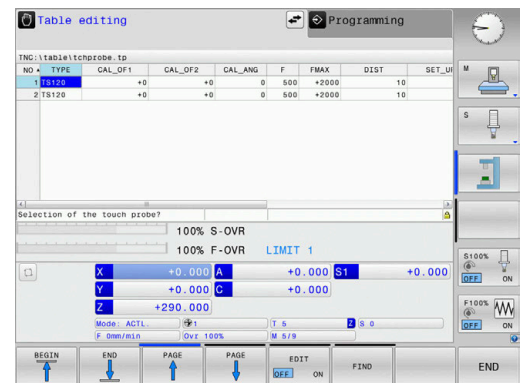 Table editing
Programming
TNC:\table\tchprobe.tp
NO TYPE CAL_OF1 CAL_OF2 CAL_ANG F FMAX DIST SET_U
1 TS120 +0 +0 0 500 +2000 10
2 TS120 +0 +0 0 500 +2000 10
Selection of the touch probe?
100% S-OVR
100% F-OVR LIMIT 1
X +0.000 A +0.000 S1 +0.000
Y +0.000 C +0.000
Z +290.000
Mode: ACTL. 1 T 5 Z S 0
F 0mm/min Ovr 100% M 5/9
M
S
S100%
OFF ON
F100%
OFF ON
BEGIN END PAGE PAGE EDIT FIND END
OFF ON